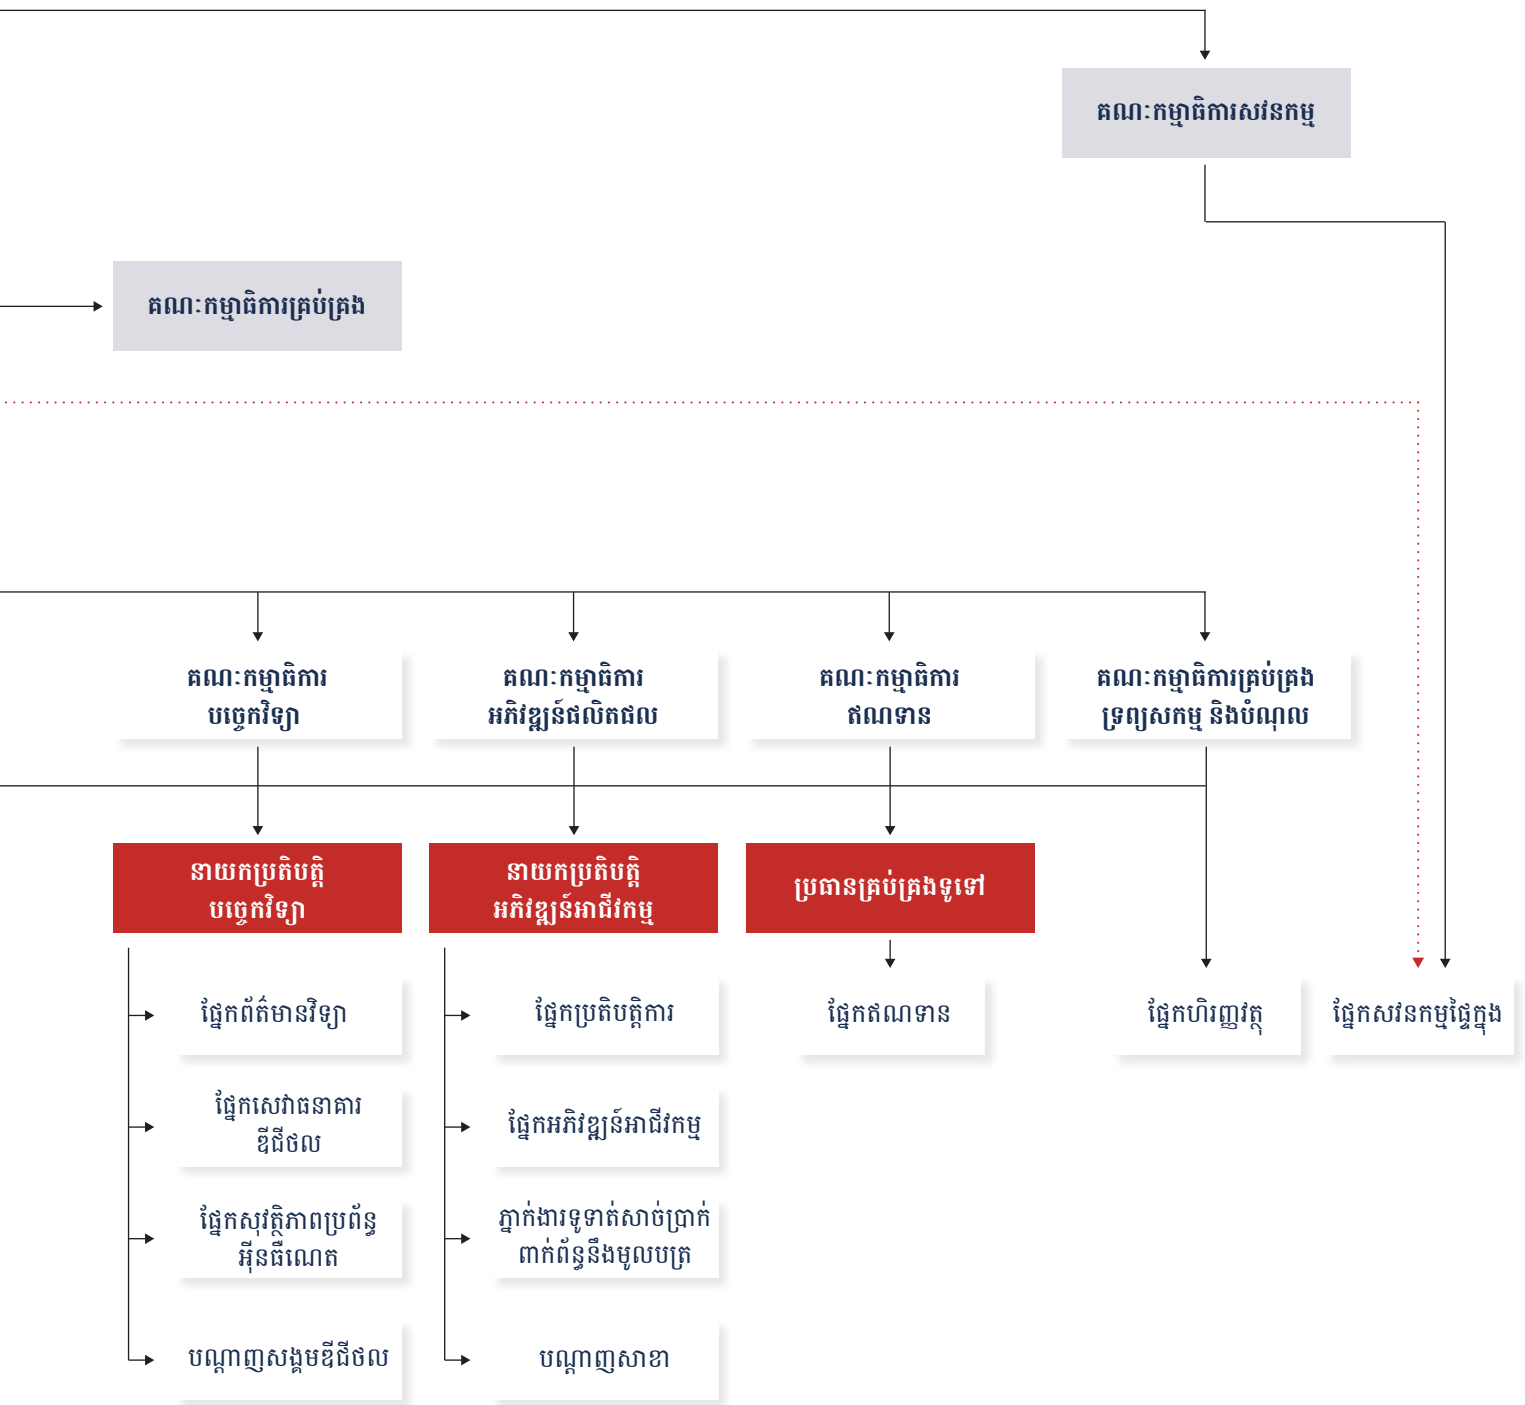 គណៈកម្មាធិការសវនកម្ម
គណៈកម្មាធិការគ្រប់គ្រង
គណៈកម្មាធិការ
បច្ចេកវិទ្យា
គណៈកម្មាធិការ
អភិវឌ្ឍន៍ផលិតផល
គណៈកម្មាធិការ
ឥណទាន
គណៈកម្មាធិការគ្រប់គ្រង
ទ្រព្យសកម្ម និងបំណុល
នាយកប្រតិបត្តិ
បច្ចេកវិទ្យា
នាយកប្រតិបត្តិ
អភិវឌ្ឍន៍អាជីវកម្ម
ប្រធានគ្រប់គ្រងទូទៅ
ផ្នែកព័ត៌មានវិទ្យា
ផ្នែកប្រតិបត្តិការ
ផ្នែកឥណទាន
ផ្នែកហិរញ្ញវត្ថុ
ផ្នែកសវនកម្មផ្ទៃក្នុង
ផ្នែកសេវាធនាគារ
ឌីជីថល
ផ្នែកអភិវឌ្ឍន៍អាជីវកម្ម
ផ្នែកសុវត្ថិភាពប្រព័ន្ធ
អ៊ីនធឺណេត
ភ្នាក់ងារទូទាត់សាច់ប្រាក់
ពាក់ព័ន្ធនឹងមូលបត្រ
បណ្តាញសង្គមឌីជីថល
បណ្តាញសាខា